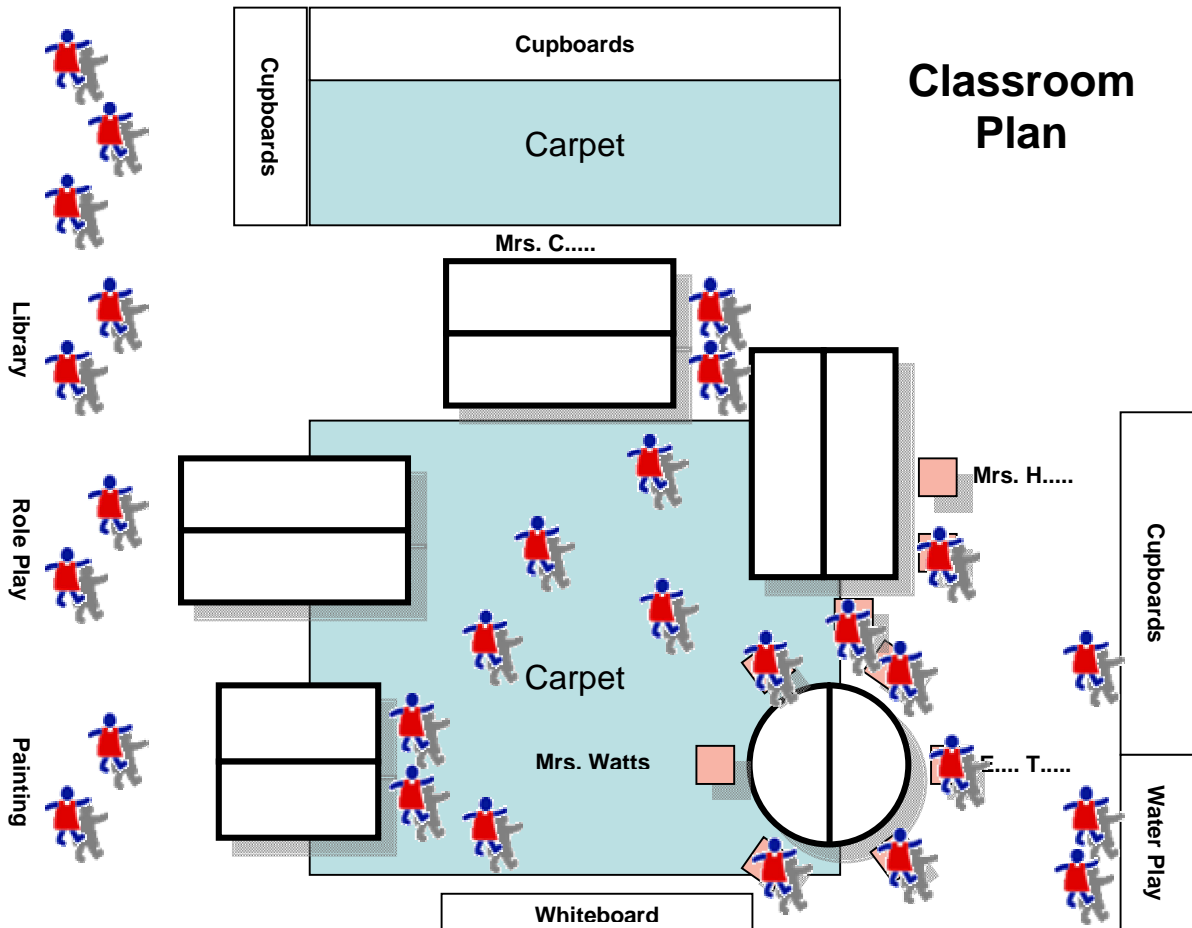 Cupboards
Classroom
Plan
Cupboards
Carpet
Mrs. C.....
Library
Mrs. H.....
Role Play
Cupboards
Carpet
Painting
Mrs. Watts
E.... T.....
Water Play
Whiteboard